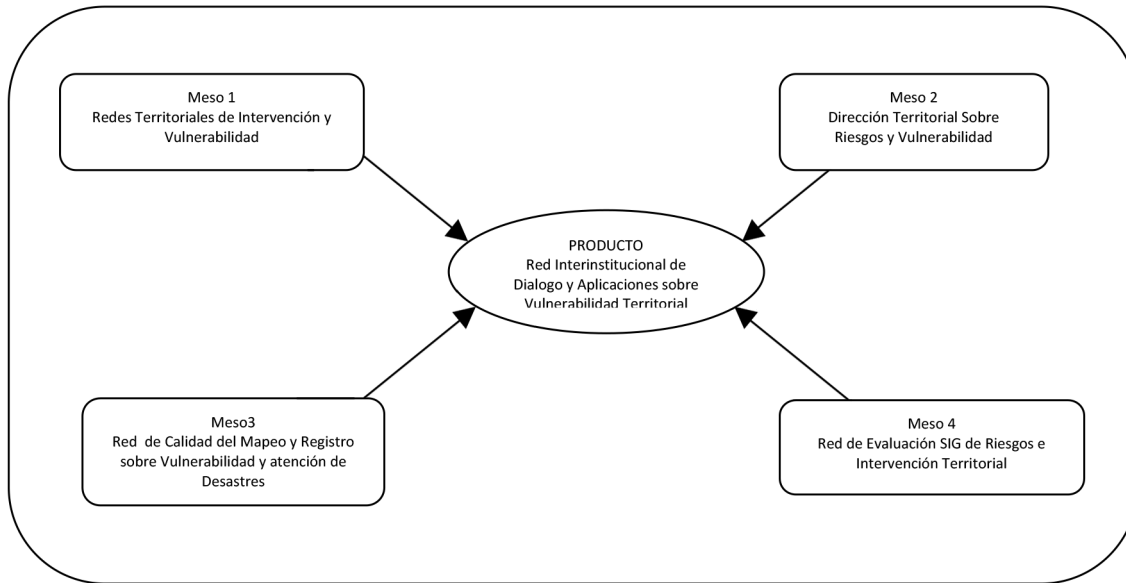 Meso 1
Redes Territoriales de Intervención y
Vulnerabilidad
Meso 2
Dirección Territorial Sobre
Riesgos y Vulnerabilidad
PRODUCTO
Red Interinstitucional de
Dialogo y Aplicaciones sobre
Vulnerabilidad Territorial
Meso3
Red  de Calidad del Mapeo y Registro
sobre Vulnerabilidad y atención de
Desastres
Meso 4
Red de Evaluación SIG de Riesgos e
Intervención Territorial